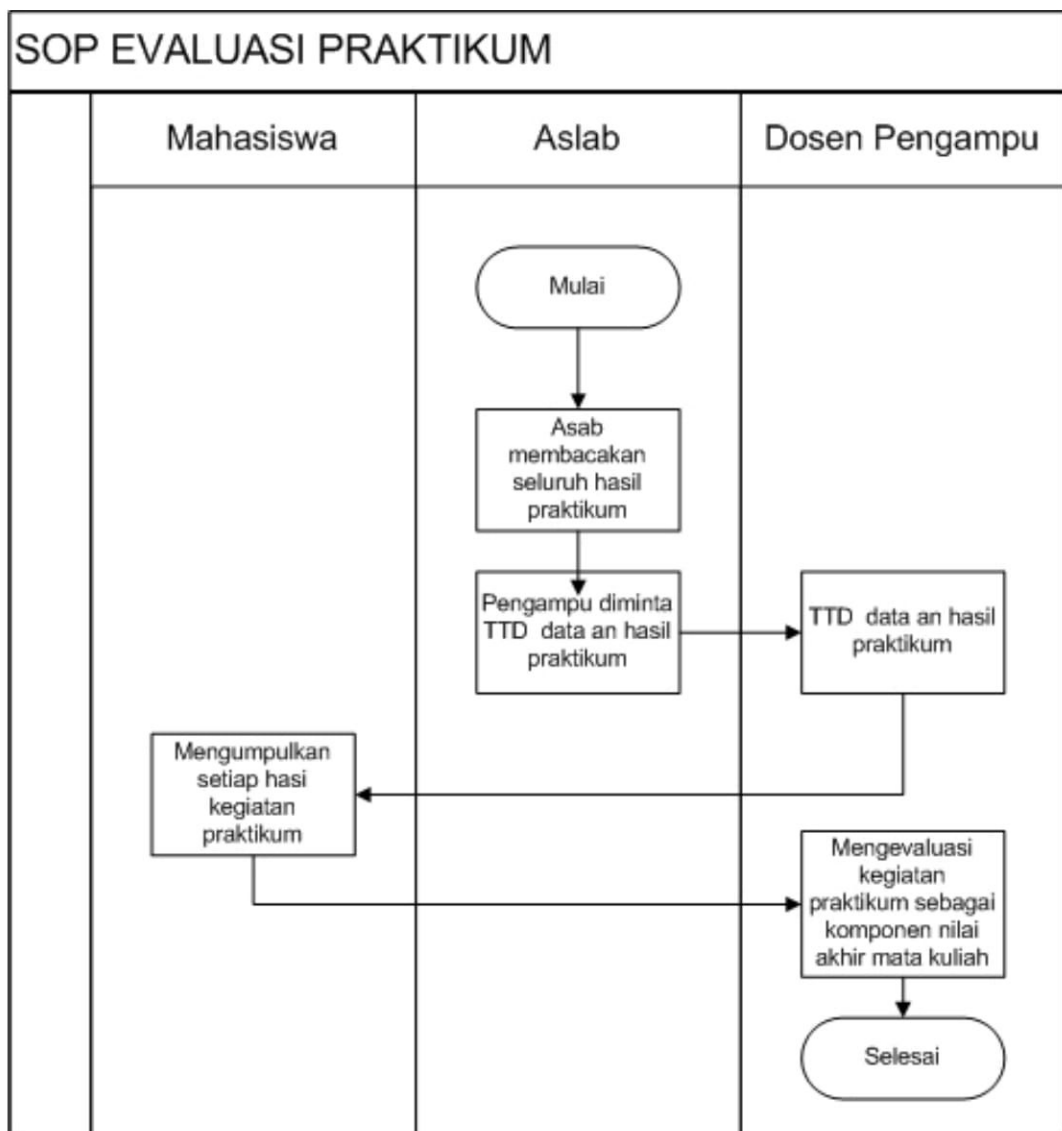 SOP EVALUASI PRAKTIKUM
Mahasiswa
Aslab
Dosen Pengampu
Mulai
Asab
membacakan
seluruh hasil
praktikum
Pengampu diminta
TTD data an hasil
praktikum
TTD data an hasil
praktikum
Mengumpulkan
setiap hasi
kegiatan
praktikum
Mengevaluasi
kegiatan
praktikum sebagai
komponen nilai
akhir mata kuliah
Selesai